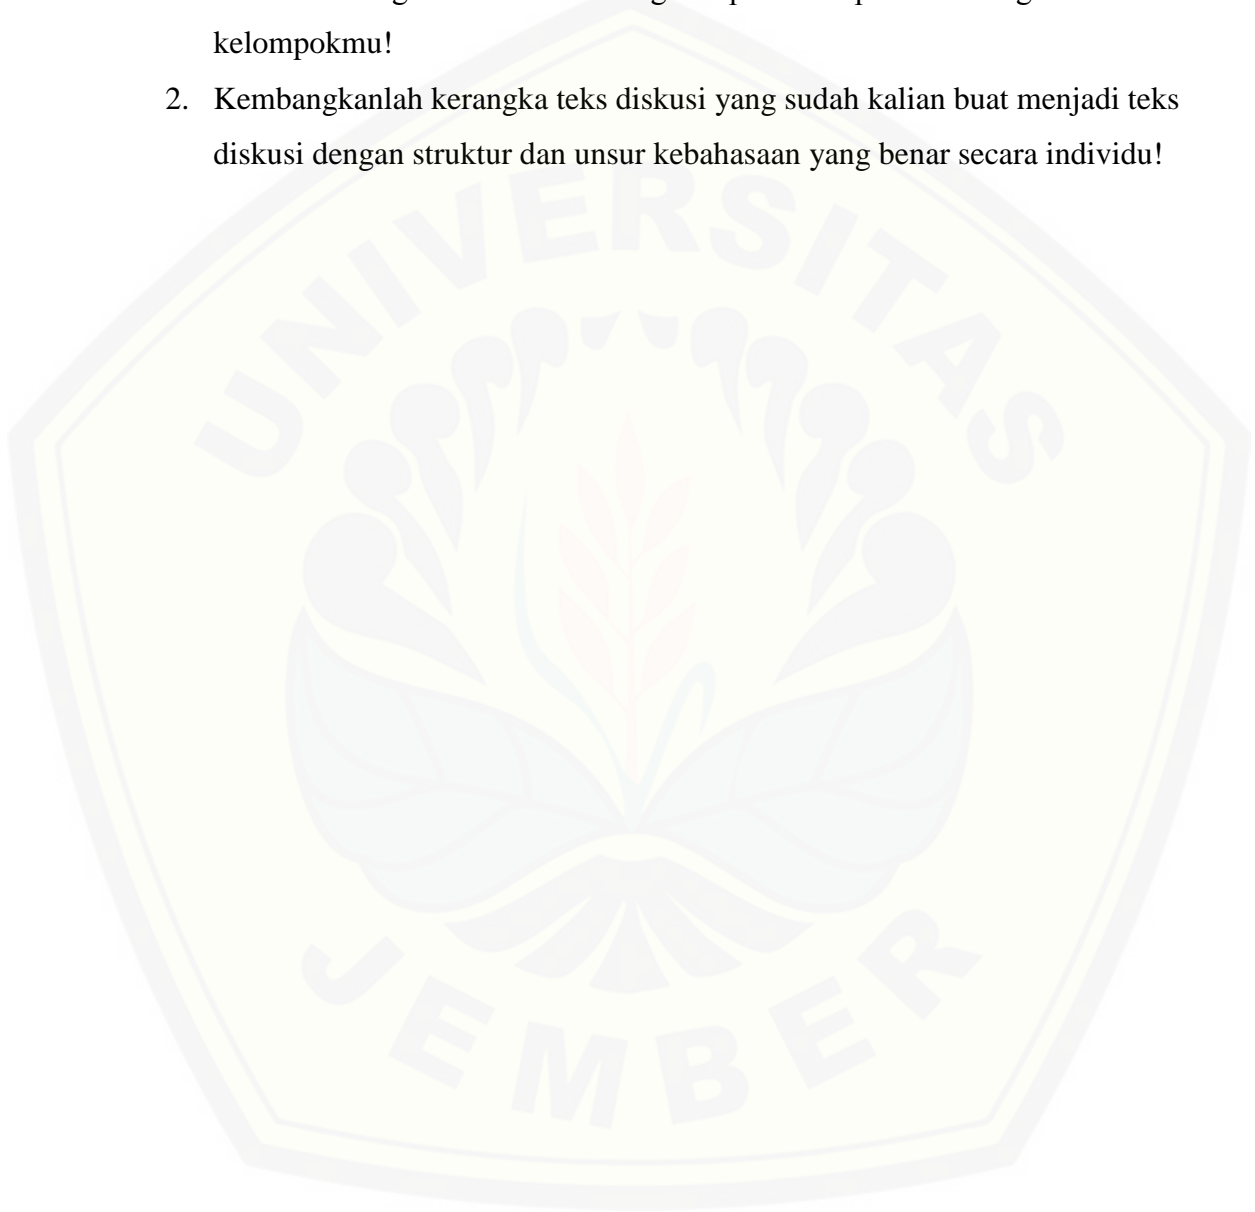 kelompokmu!
2. Kembangkanlah kerangka teks diskusi yang sudah kalian buat menjadi teks
diskusi dengan struktur dan unsur kebahasaan yang benar secara individu!
UNIVERSITAS
JEMBER